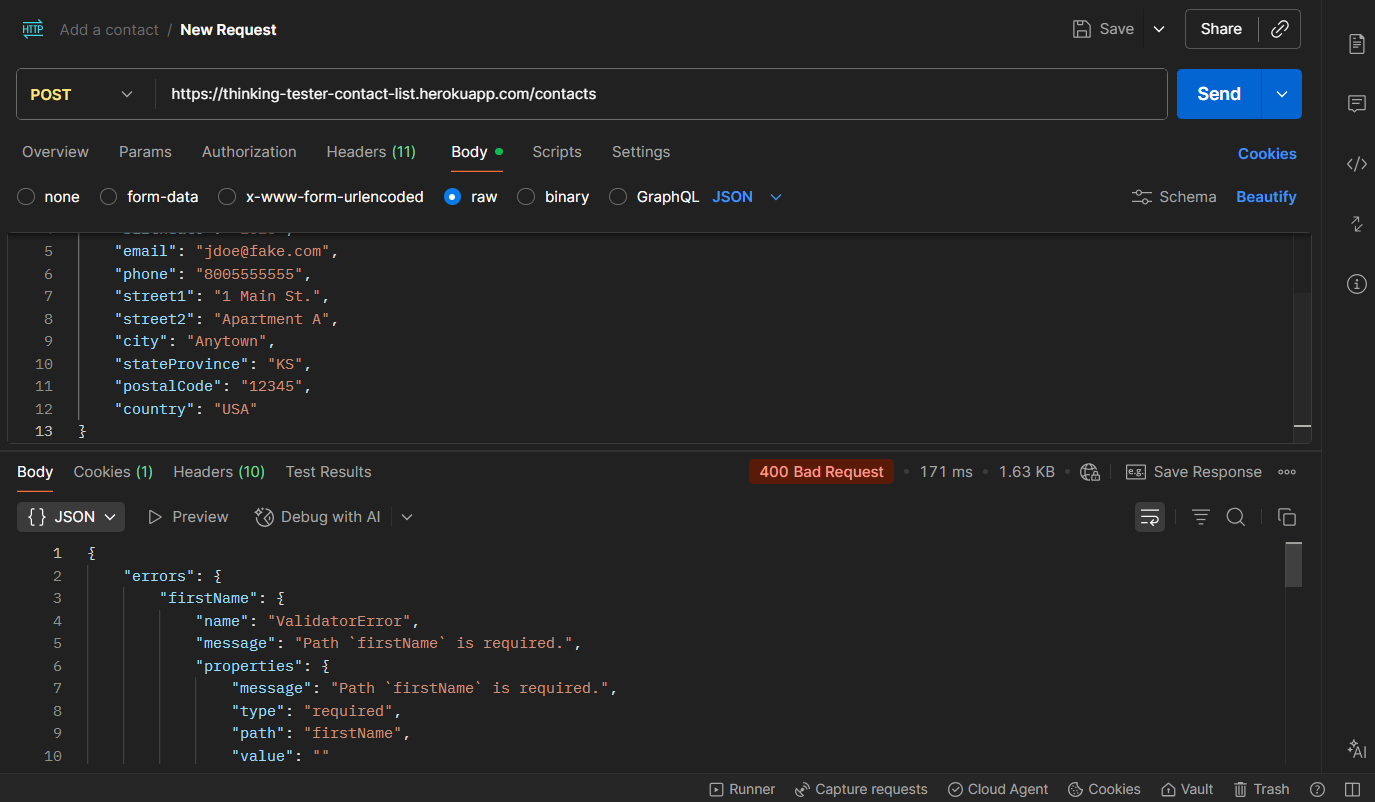 HTTP Add a contact / New Request Save Share
POST https://thinking-tester-contact-list.herokuapp.com/contacts Send
Overview Params Authorization Headers (11) Body Scripts Settings Cookies
none form-data x-www-form-urlencoded raw binary GraphQL JSON Schema Beautify
5 "email": "jdoe@fake.com",
6 "phone": "8005555555",
7 "street1": "1 Main St.",
8 "street2": "Apartment A",
9 "city": "Anytown",
10 "stateProvince": "KS",
11 "postalCode": "12345",
12 "country": "USA"
13 }
Body Cookies (1) Headers (10) Test Results 400 Bad Request 171 ms 1.63 KB e.g. Save Response
{} JSON Preview Debug with AI
1 {
2 "errors": {
3 "firstName": {
4 "name": "ValidatorError",
5 "message": "Path `firstName` is required.",
6 "properties": {
7 "message": "Path `firstName` is required.",
8 "type": "required",
9 "path": "firstName",
10 "value": ""
AI
Runner Capture requests Cloud Agent Cookies Vault Trash